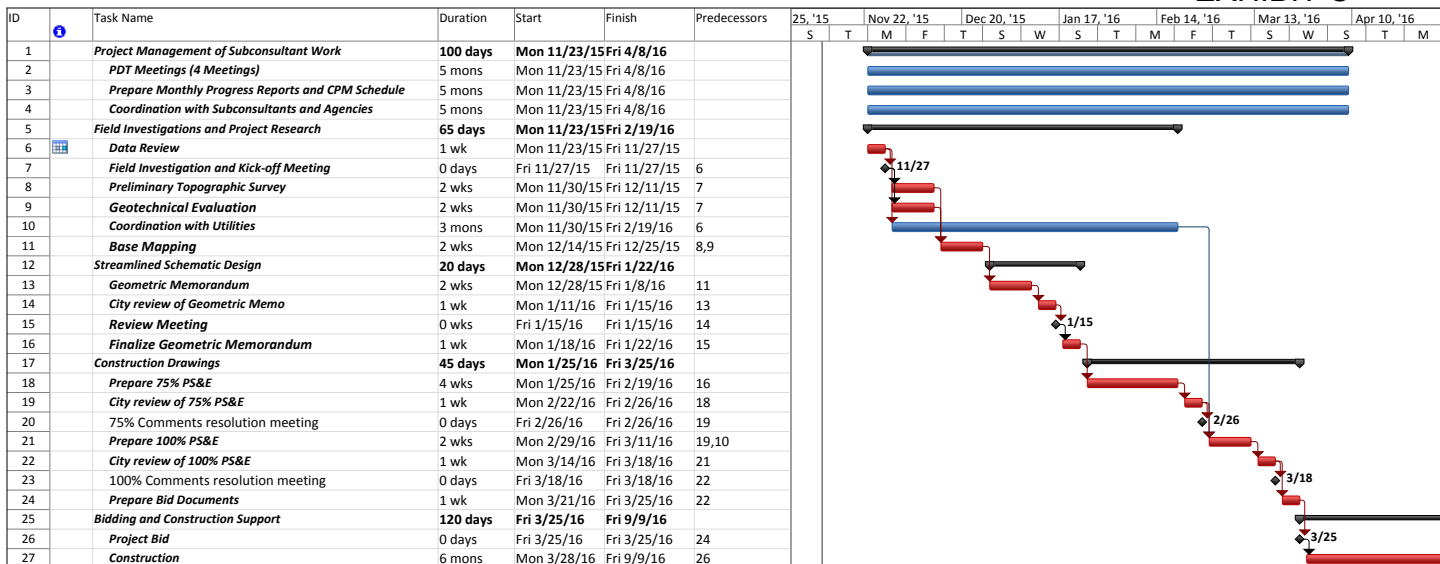 ID Task Name Duration Start Finish Predecessors 25, '15 Nov 22, '15 Dec 20, '15 Jan 17, '16 Feb 14, '16 Mar 13, '16 Apr 10, '16
S T M F T S W S T M F T S W S T M
1 Project Management of Subconsultant Work 100 days Mon 11/23/15 Fri 4/8/16
2 PDT Meetings (4 Meetings) 5 mons Mon 11/23/15 Fri 4/8/16
3 Prepare Monthly Progress Reports and CPM Schedule 5 mons Mon 11/23/15 Fri 4/8/16
4 Coordination with Subconsultants and Agencies 5 mons Mon 11/23/15 Fri 4/8/16
5 Field Investigations and Project Research 65 days Mon 11/23/15 Fri 2/19/16
6 Data Review 1 wk Mon 11/23/15 Fri 11/27/15
7 Field Investigation and Kick-off Meeting 0 days Fri 11/27/15 Fri 11/27/15 6 11/27
8 Preliminary Topographic Survey 2 wks Mon 11/30/15 Fri 12/11/15 7
9 Geotechnical Evaluation 2 wks Mon 11/30/15 Fri 12/11/15 7
10 Coordination with Utilities 3 mons Mon 11/30/15 Fri 2/19/16 6
11 Base Mapping 2 wks Mon 12/14/15 Fri 12/25/15 8,9
12 Streamlined Schematic Design 20 days Mon 12/28/15 Fri 1/22/16
13 Geometric Memorandum 2 wks Mon 12/28/15 Fri 1/8/16 11
14 City review of Geometric Memo 1 wk Mon 1/11/16 Fri 1/15/16 13
15 Review Meeting 0 wks Fri 1/15/16 Fri 1/15/16 14 1/15
16 Finalize Geometric Memorandum 1 wk Mon 1/18/16 Fri 1/22/16 15
17 Construction Drawings 45 days Mon 1/25/16 Fri 3/25/16
18 Prepare 75% PS&E 4 wks Mon 1/25/16 Fri 2/19/16 16
19 City review of 75% PS&E 1 wk Mon 2/22/16 Fri 2/26/16 18
20 75% Comments resolution meeting 0 days Fri 2/26/16 Fri 2/26/16 19 2/26
21 Prepare 100% PS&E 2 wks Mon 2/29/16 Fri 3/11/16 19,10
22 City review of 100% PS&E 1 wk Mon 3/14/16 Fri 3/18/16 21
23 100% Comments resolution meeting 0 days Fri 3/18/16 Fri 3/18/16 22 3/18
24 Prepare Bid Documents 1 wk Mon 3/21/16 Fri 3/25/16 22
25 Bidding and Construction Support 120 days Fri 3/25/16 Fri 9/9/16
26 Project Bid 0 days Fri 3/25/16 Fri 3/25/16 24 3/25
27 Construction 6 mons Mon 3/28/16 Fri 9/9/16 26